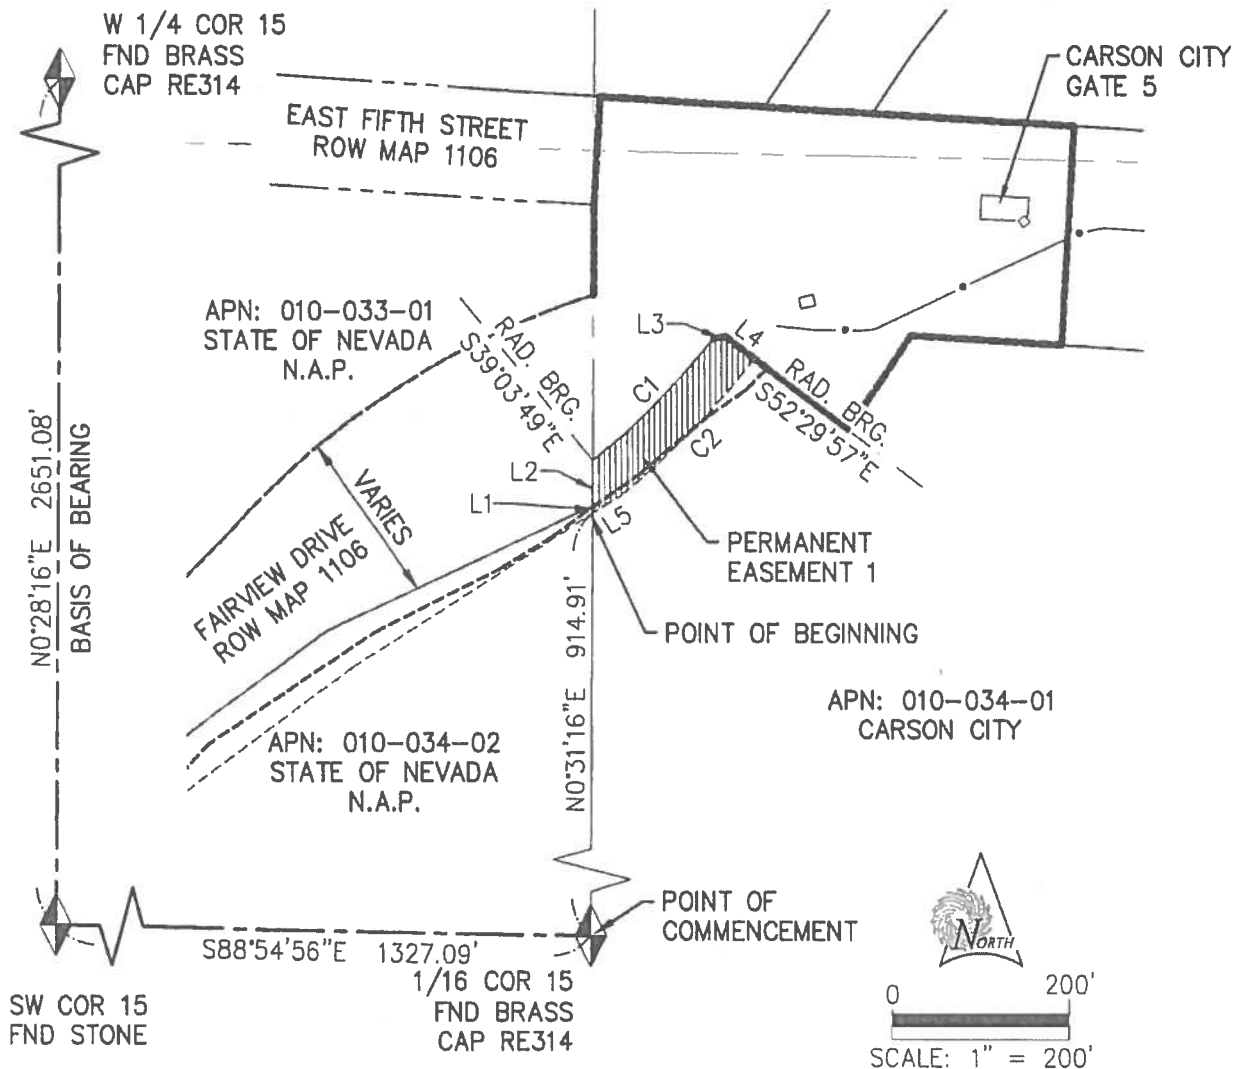 W 1/4 COR 15
FND BRASS
CAP RE314
CARSON CITY
GATE 5
EAST FIFTH STREET
ROW MAP 1106
APN: 010-033-01
STATE OF NEVADA
N.A.P.
RAD. BRG.
S39°03'49"E
L3
L4
RAD. BRG.
S52°29'57"E
C1
C2
L2
L1
L5
VARIES
FAIRVIEW DRIVE
ROW MAP 1106
N0°28'16"E 2651.08'
BASIS OF BEARING
PERMANENT
EASEMENT 1
POINT OF BEGINNING
N0°31'16"E 914.91'
APN: 010-034-01
CARSON CITY
APN: 010-034-02
STATE OF NEVADA
N.A.P.
POINT OF
COMMENCEMENT
S88°54'56"E 1327.09'
1/16 COR 15
FND BRASS
CAP RE314
SW COR 15
FND STONE
NORTH
0 200'
SCALE: 1" = 200'